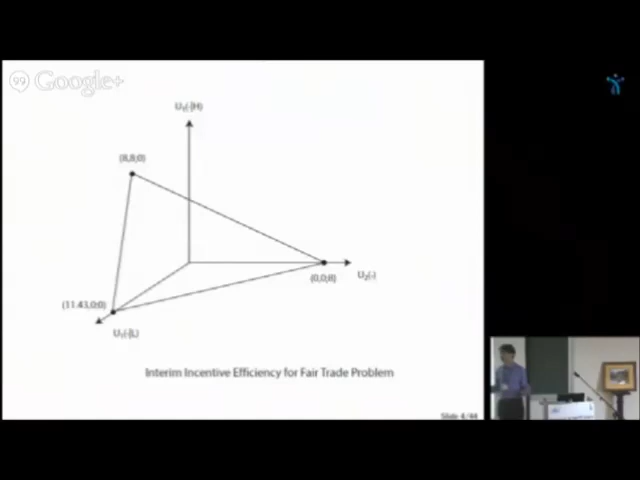 Google+
U₁(·|H)
(8,8;0)
(0,0;8)
U₂(·)
(11.43,0;0)
U₁(·|L)
Interim Incentive Efficiency for Fair Trade Problem
Slide 4/44